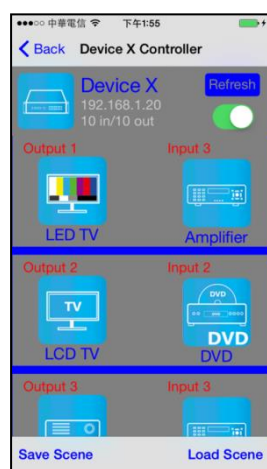 中華電信 下午1:55
Back Device X Controller
Device X Refresh
192.168.1.20
10 in/10 out
Output 1 Input 3
LED TV Amplifier
Output 2 Input 2
TV DVD
DVD
LCD TV DVD
Output 3 Input 3
Save Scene Load Scene